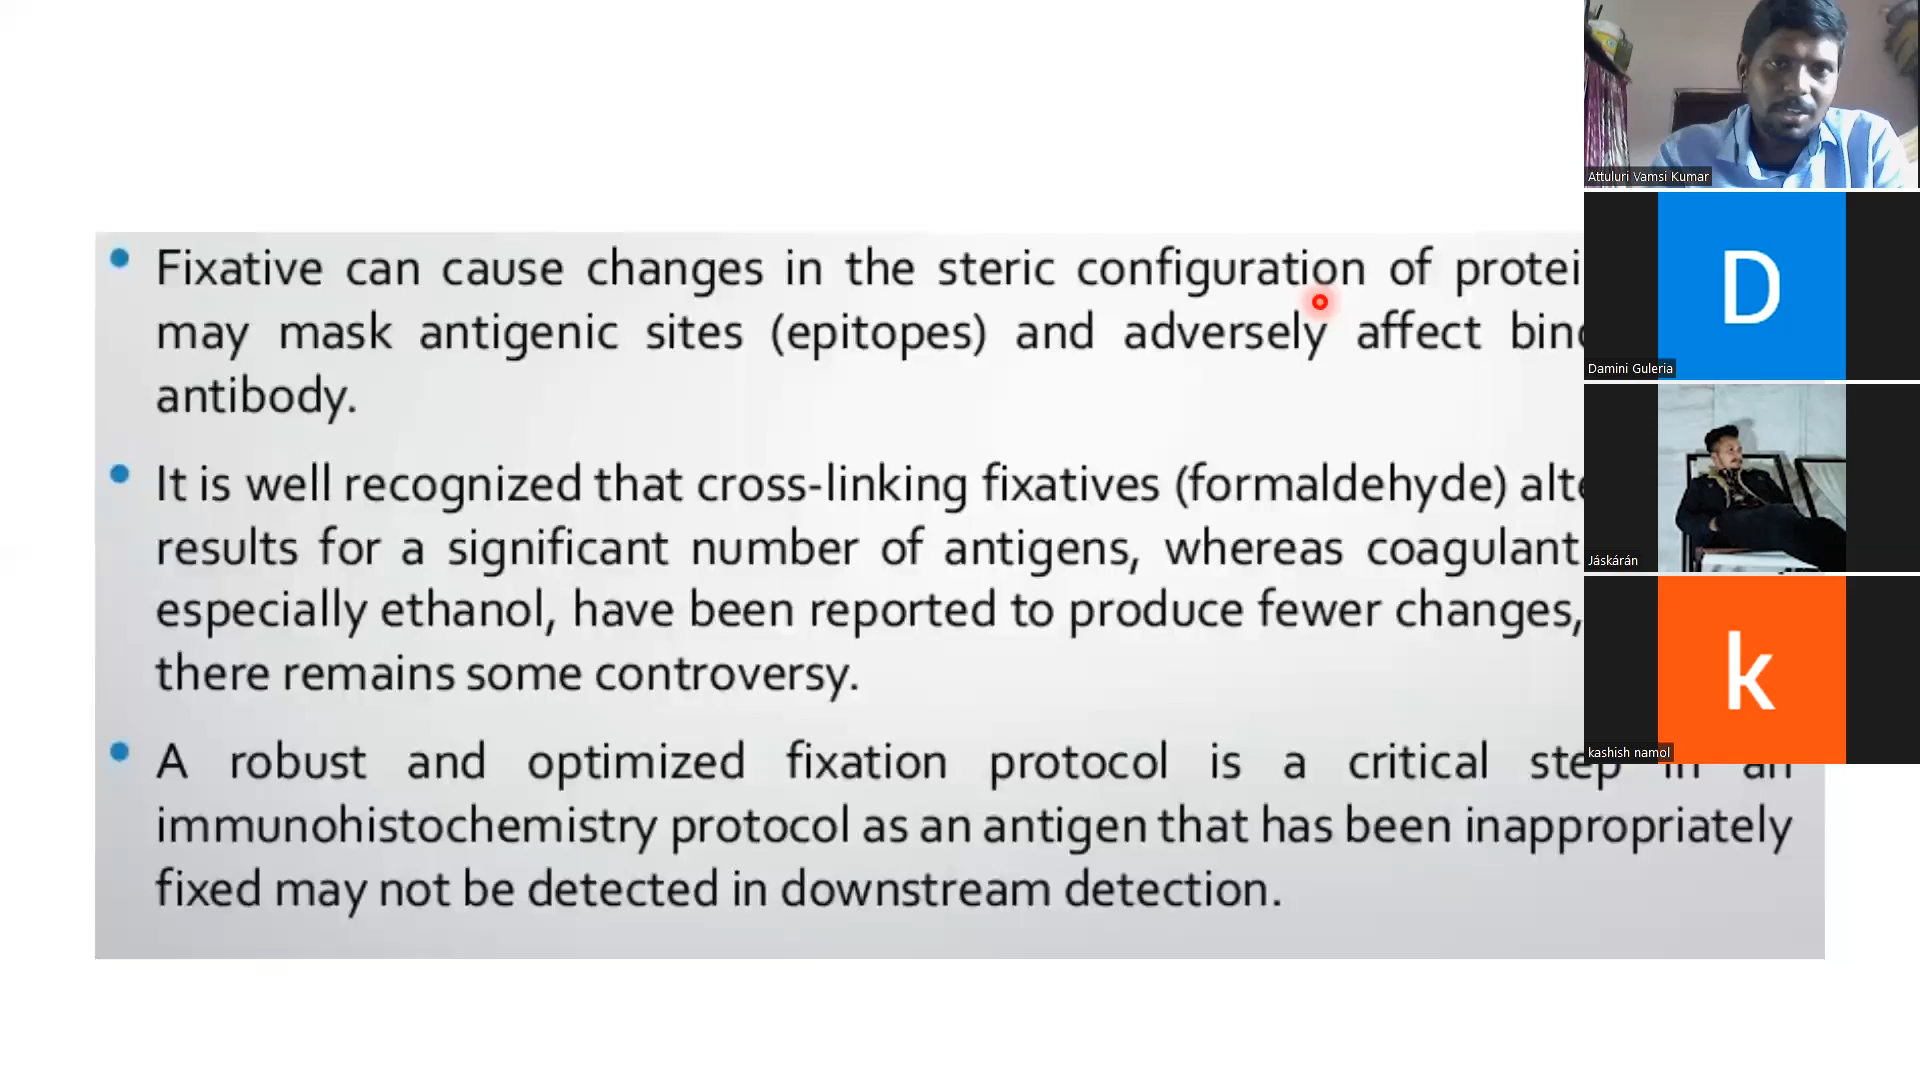 Fixative can cause changes in the steric configuration of
may mask antigenic sites (epitopes) and adversely affect
antibody.
It is well recognized that cross-linking fixatives (formaldehyde)
results for a significant number of antigens, whereas coagulant
especially ethanol, have been reported to produce fewer changes,
there remains some controversy.
A robust and optimized fixation protocol is a critical step in an
immunohistochemistry protocol as an antigen that has been inappropriately
fixed may not be detected in downstream detection.
Attuluri Vamsi Kumar
D
Damini Guleria
Jáskárán
k
kashish namol